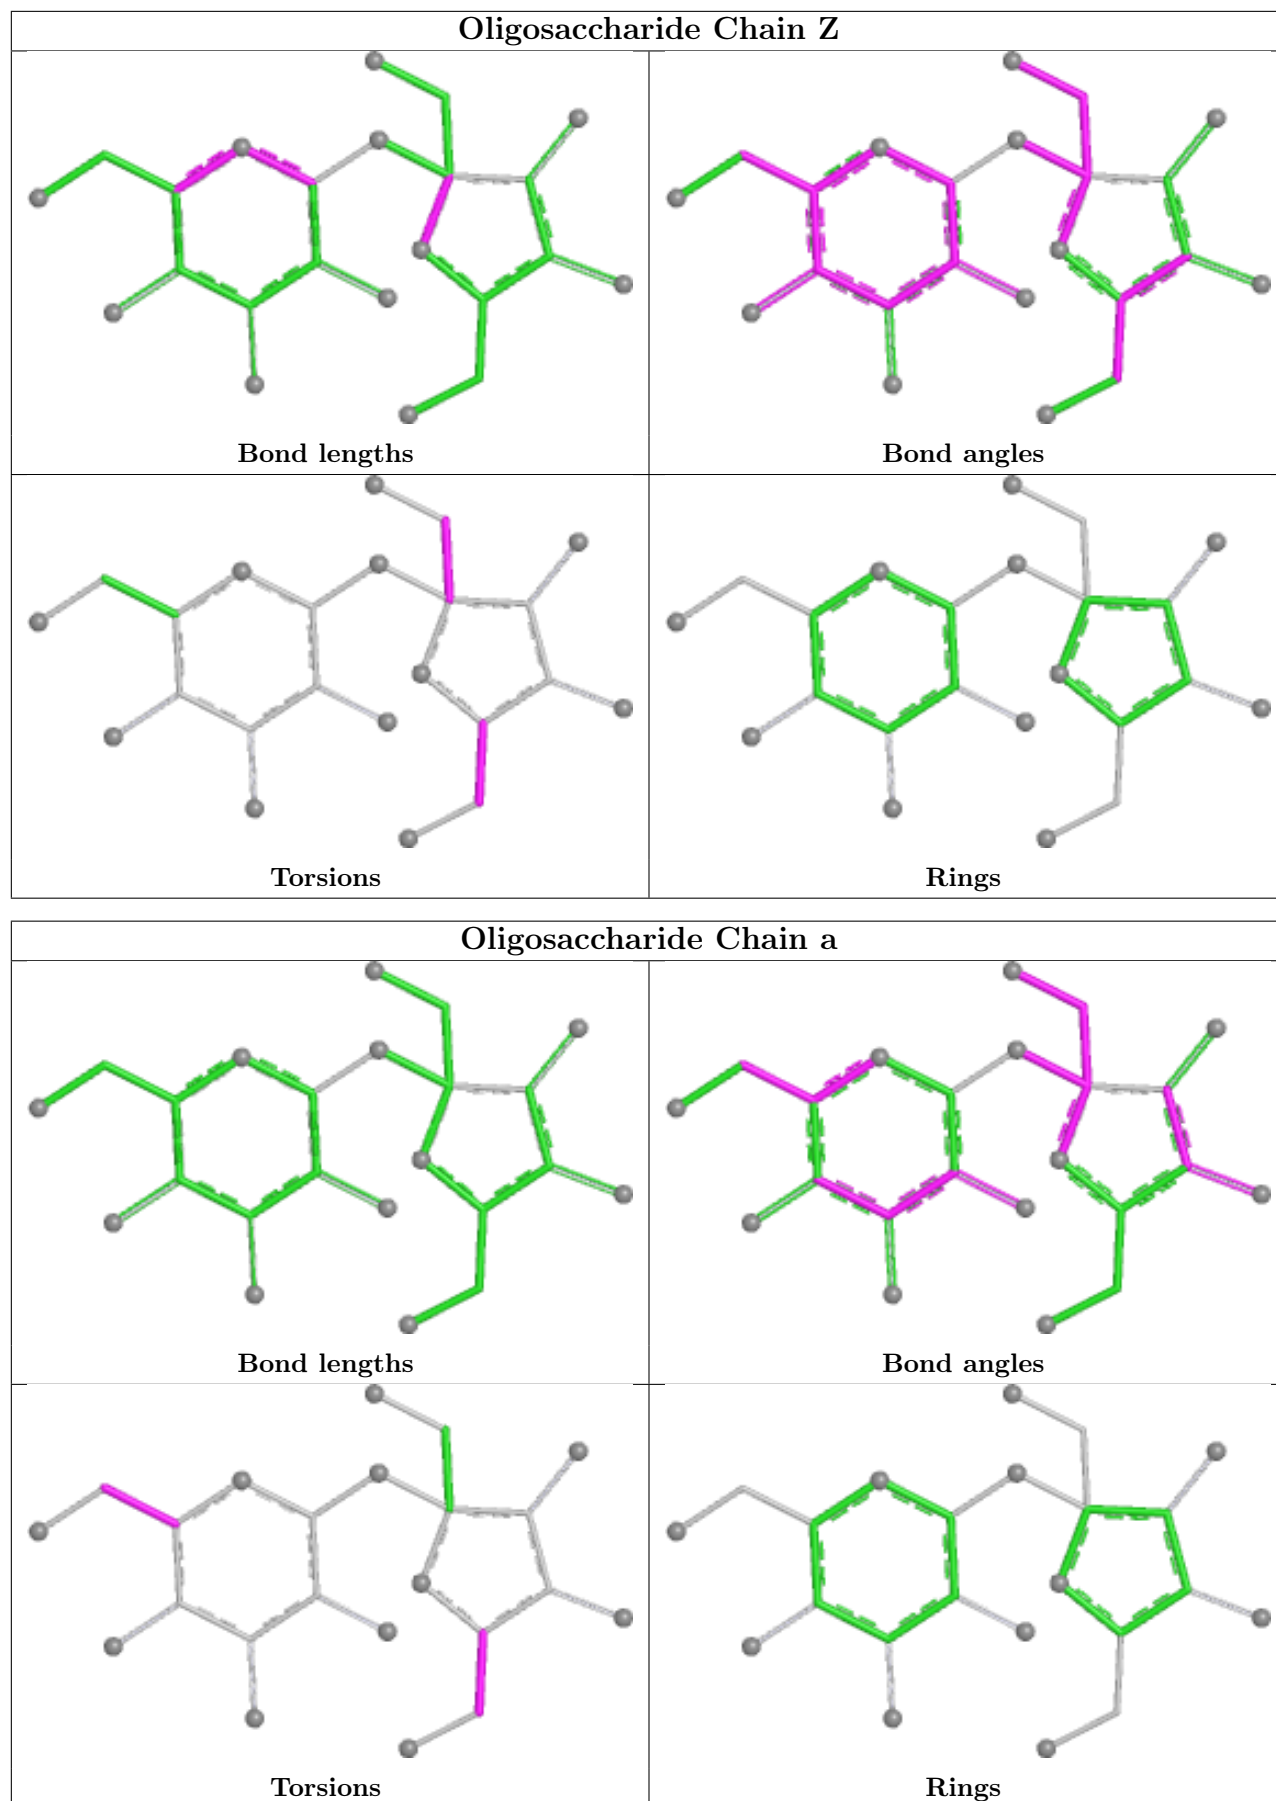 Oligosaccharide Chain Z
Bond lengths
Bond angles
Torsions
Rings
Oligosaccharide Chain a
Bond lengths
Bond angles
Torsions
Rings